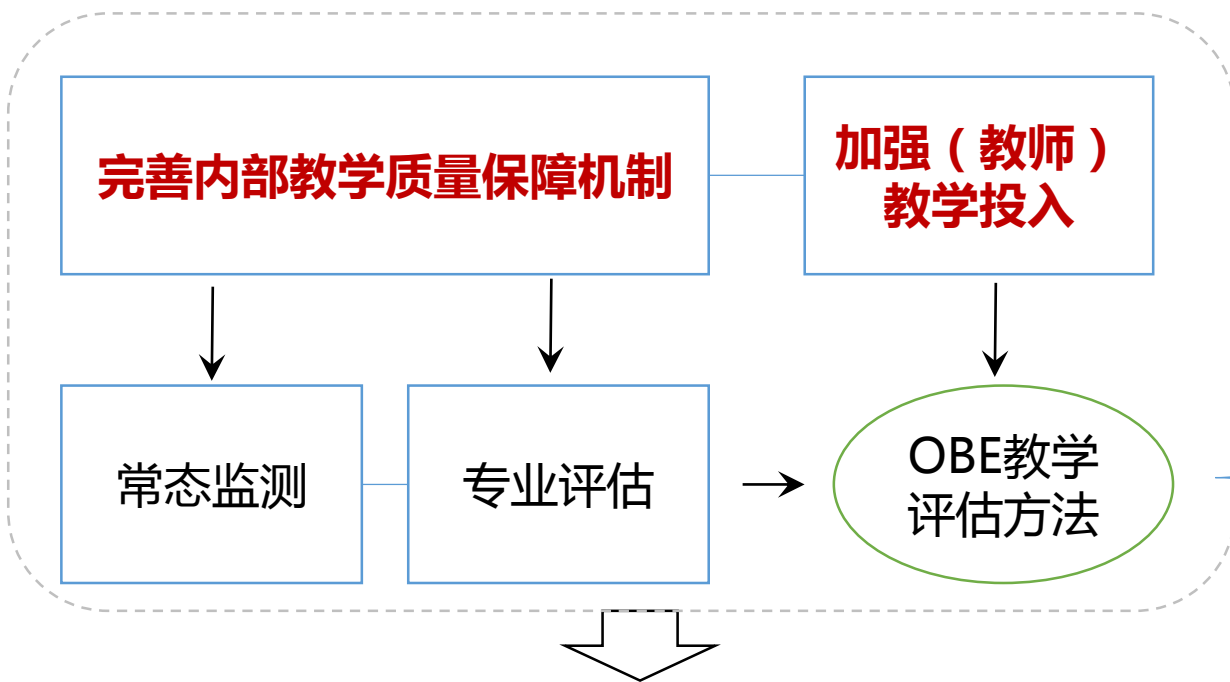 完善内部教学质量保障机制
加强（教师）
教学投入
常态监测
专业评估
OBE教学
评估方法